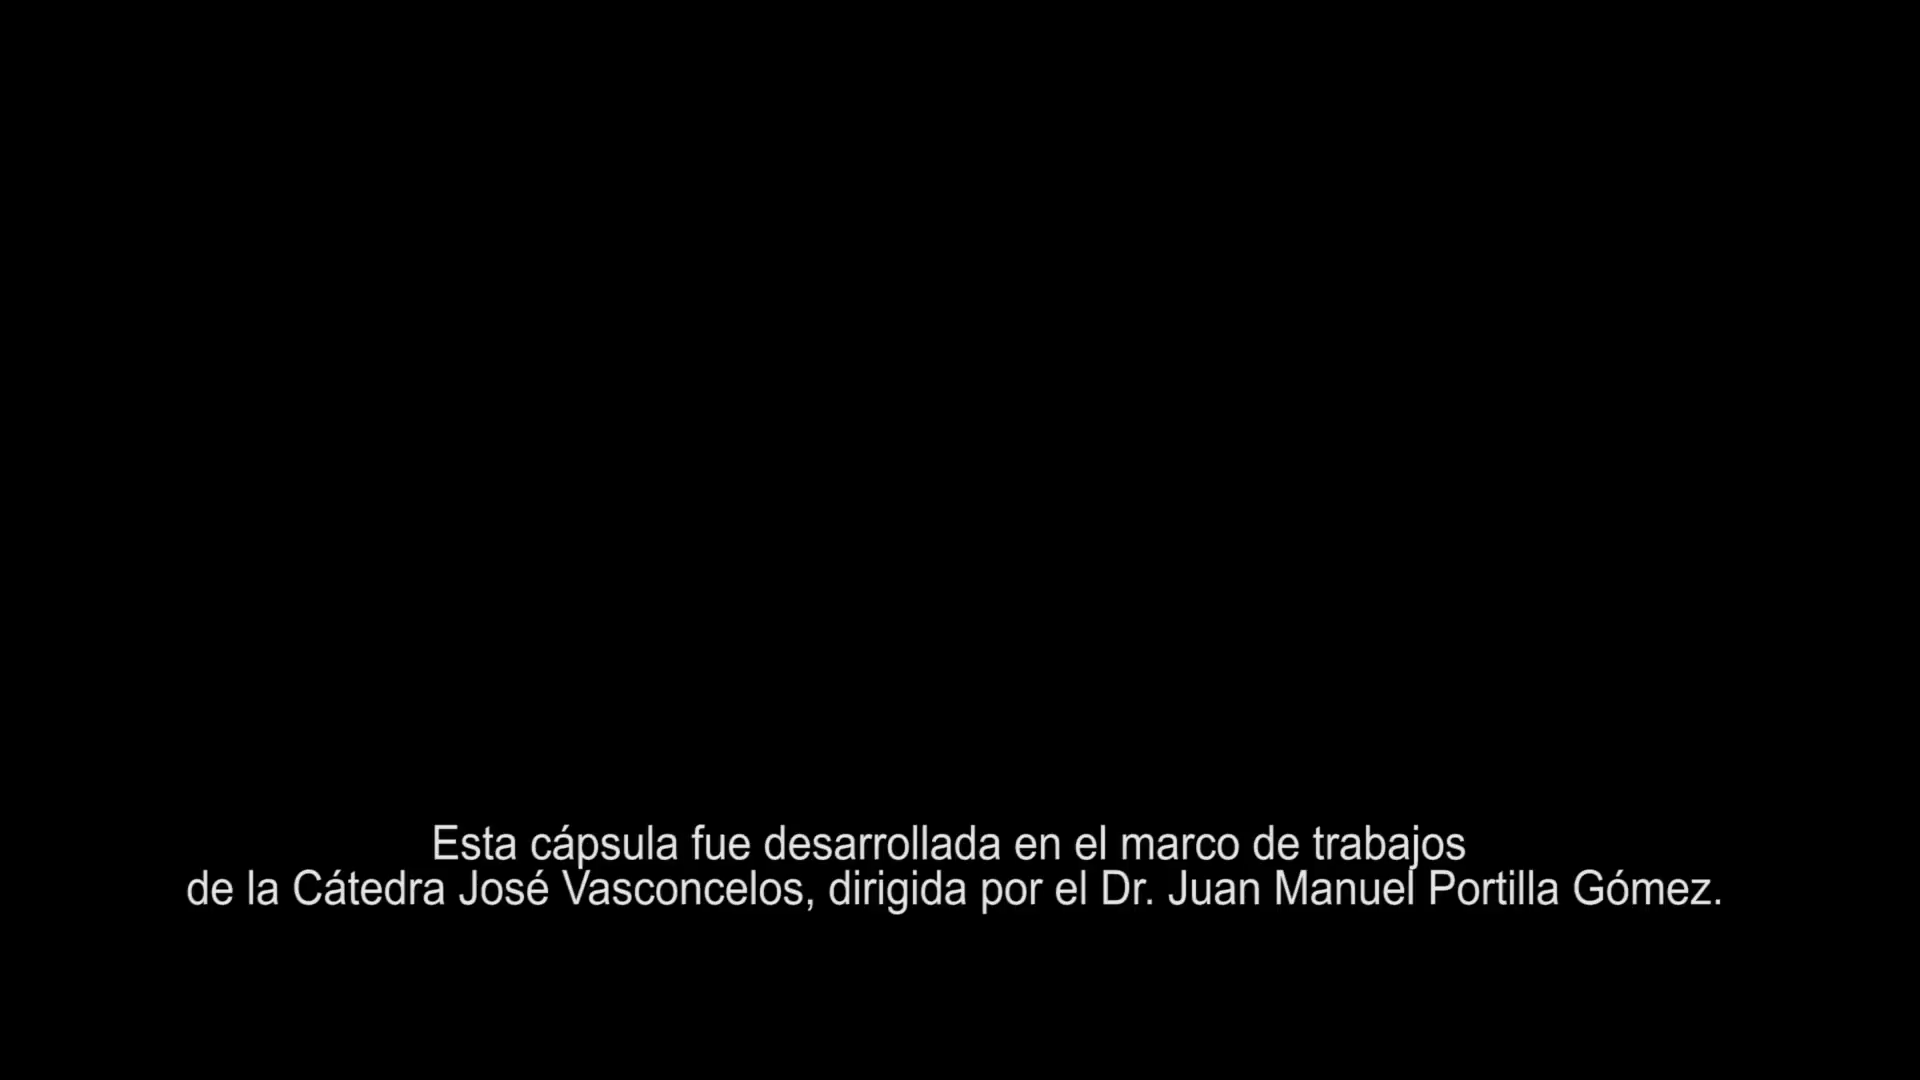 Esta cápsula fue desarrollada en el marco de trabajos
de la Cátedra José Vasconcelos, dirigida por el Dr. Juan Manuel Portilla Gómez.